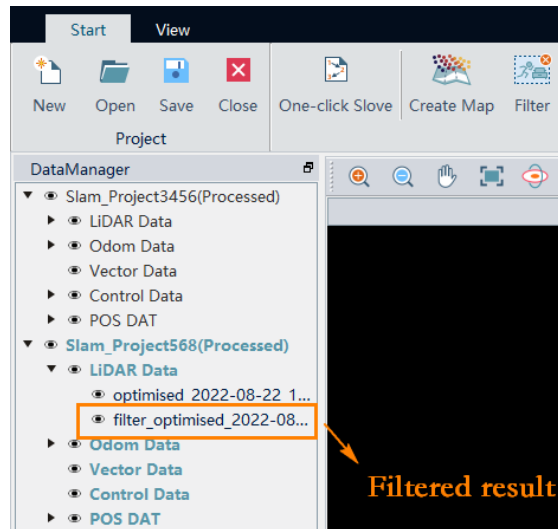 Start View
New Open Save Close One-click Slove Create Map Filter
Project
DataManager
Slam_Project3456(Processed)
LiDAR Data
Odom Data
Vector Data
Control Data
POS DAT
Slam_Project568(Processed)
LiDAR Data
optimised_2022-08-22_1...
filter_optimised_2022-08...
Odom Data
Vector Data
Filtered result
Control Data
POS DAT